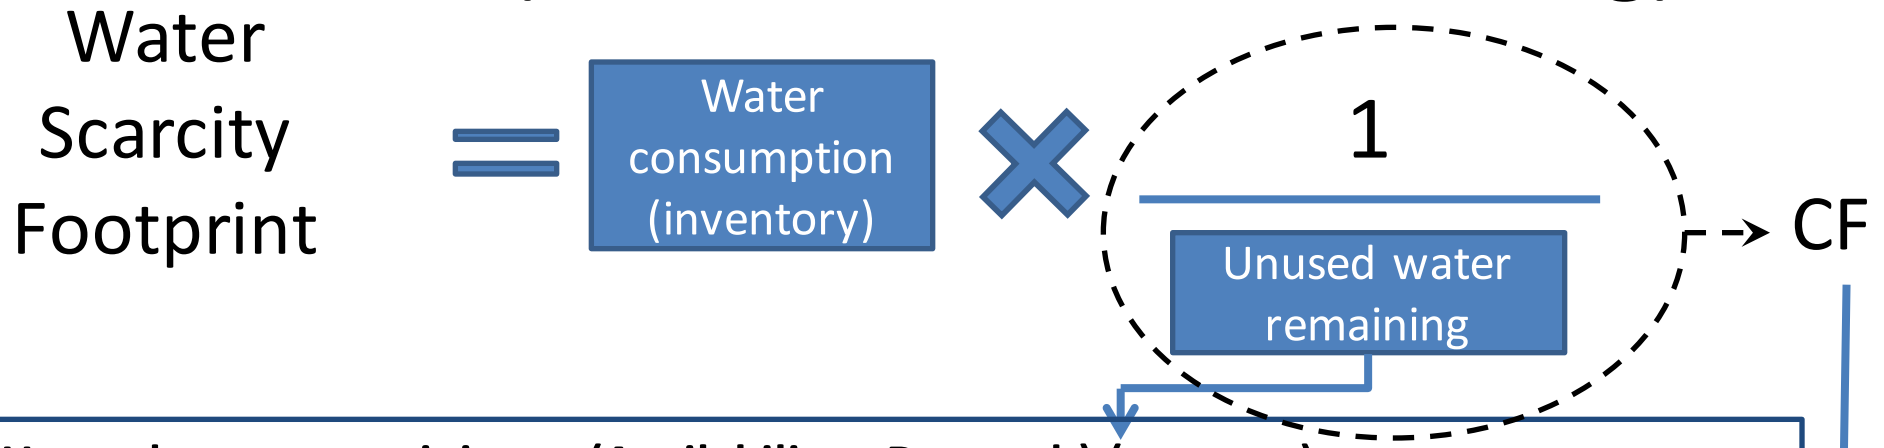 Water
Scarcity
Footprint
Water
consumption
(inventory)
1
Unused water
remaining
CF